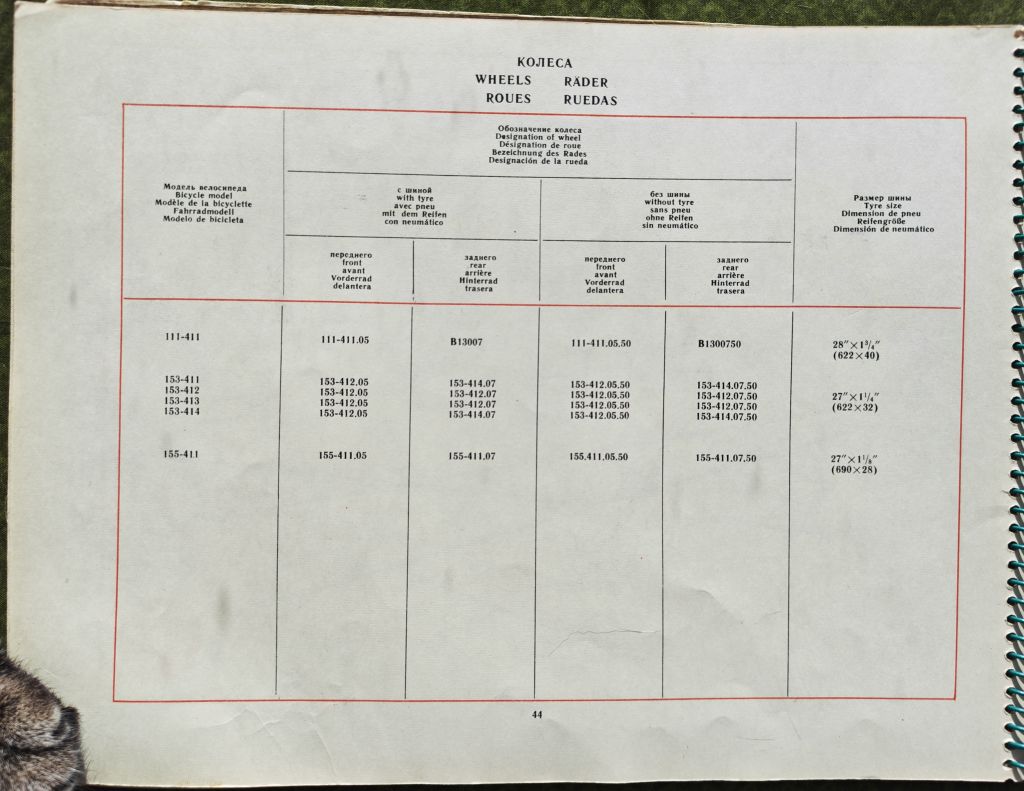 КОЛЕСА
WHEELS RÄDER
ROUES RUEDAS
Обозначение колеса
Designation of wheel
Désignation de roue
Bezeichnung des Rades
Designación de la rueda
Модель велосипеда
Bicycle model
Modèle de la bicyclette
Fahrradmodell
Modelo de bicicleta
с шиной
with tyre
avec pneu
mit dem Reifen
con neumático
без шины
without tyre
sans pneu
ohne Reifen
sin neumático
Размер шины
Tyre size
Dimension de pneu
Reifengröße
Dimensión de neumático
переднего
front
avant
Vorderrad
delantera
заднего
rear
arrière
Hinterrad
trasera
переднего
front
avant
Vorderrad
delantera
заднего
rear
arrière
Hinterrad
trasera
111-411 111-411.05 В13007 111-411.05.50 В1300750 28″×1³/₄″
(622×40)
153-411 153-412.05 153-414.07 153-412.05.50 153-414.07.50
153-412 153-412.05 153-412.07 153-412.05.50 153-412.07.50 27″×1¹/₄″
153-413 153-412.05 153-412.07 153-412.05.50 153-412.07.50 (622×32)
153-414 153-412.05 153-414.07 153-412.05.50 153-414.07.50
155-411 155-411.05 155-411.07 155.411.05.50 155-411.07.50 27″×1¹/₈″
(690×28)
44